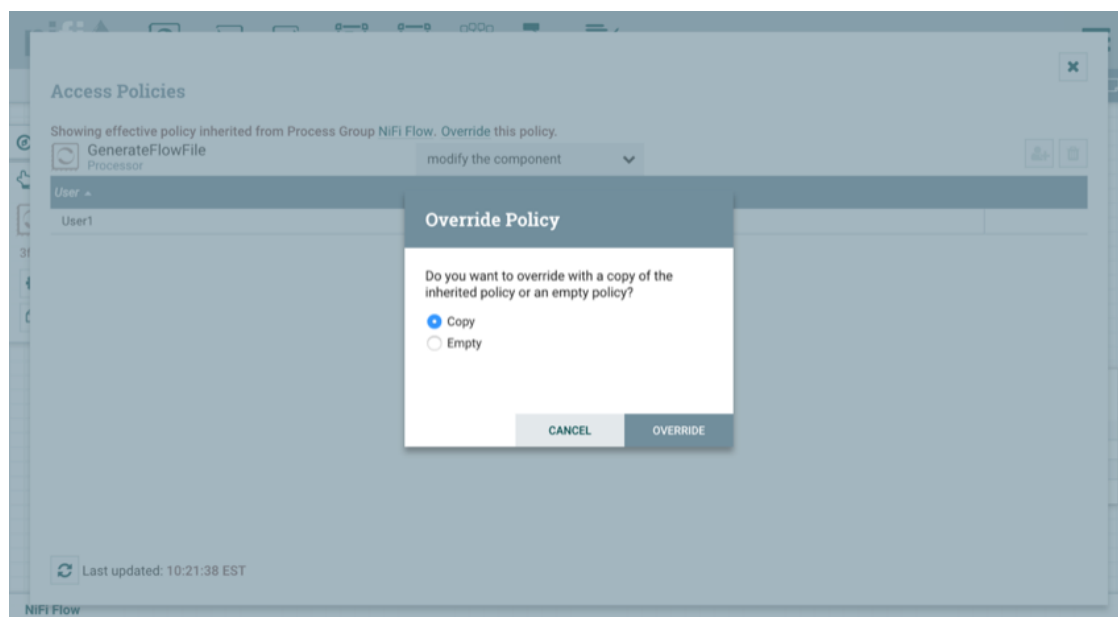 Access Policies
Showing effective policy inherited from Process Group NiFi Flow. Override this policy.
GenerateFlowFile
Processor
modify the component
User
User1
Override Policy
Do you want to override with a copy of the
inherited policy or an empty policy?
Copy
Empty
CANCEL
OVERRIDE
Last updated: 10:21:38 EST
NiFi Flow